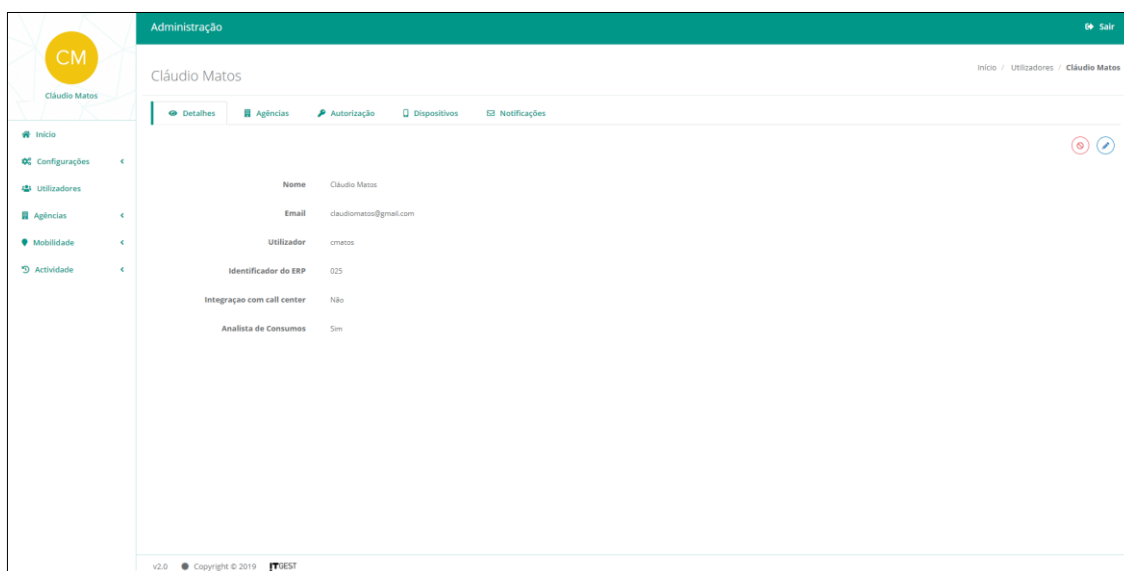 CM
Cláudio Matos
Início
Configurações
Utilizadores
Agências
Mobilidade
Actividade
Administração
Sair
Cláudio Matos
Início / Utilizadores / Cláudio Matos
Detalhes Agências Autorização Dispositivos Notificações
Nome Cláudio Matos
Email claudiomatos@gmail.com
Utilizador cmatos
Identificador do ERP 025
Integraçao com call center Não
Analista de Consumos Sim
v2.0 Copyright © 2019 ITGEST